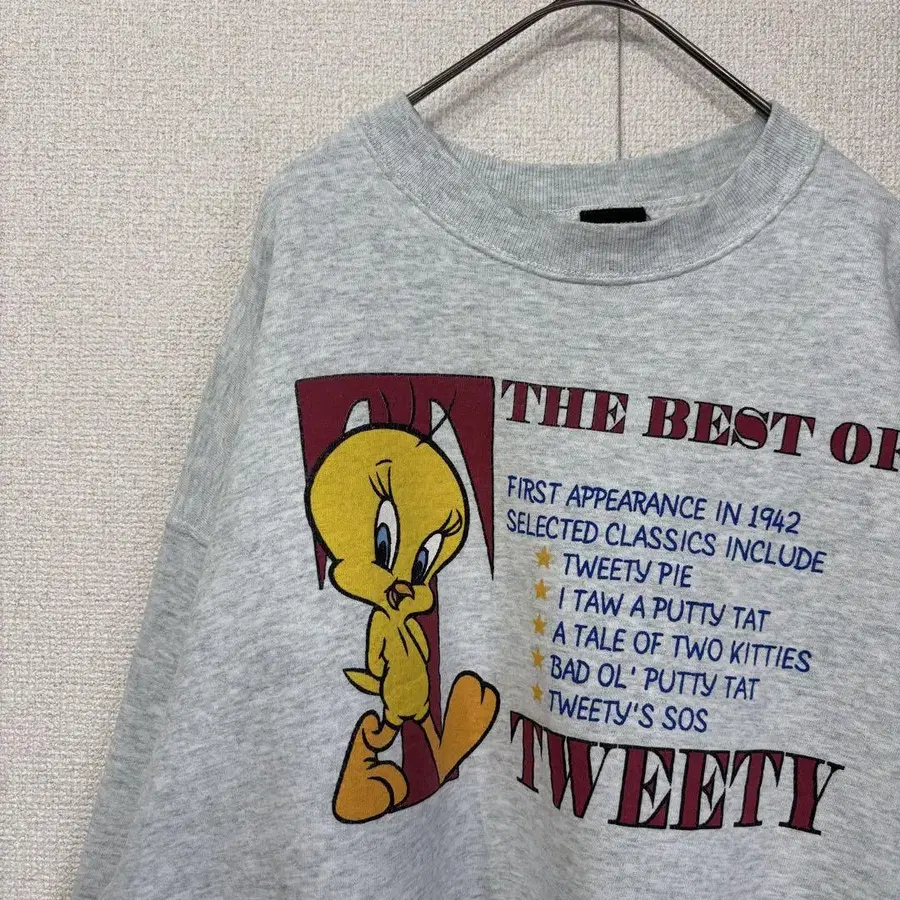 T
THE BEST OF
FIRST APPEARANCE IN 1942
SELECTED CLASSICS INCLUDE
TWEETY PIE
I TAW A PUTTY TAT
A TALE OF TWO KITTIES
BAD OL' PUTTY TAT
TWEETY'S SOS
TWEETY